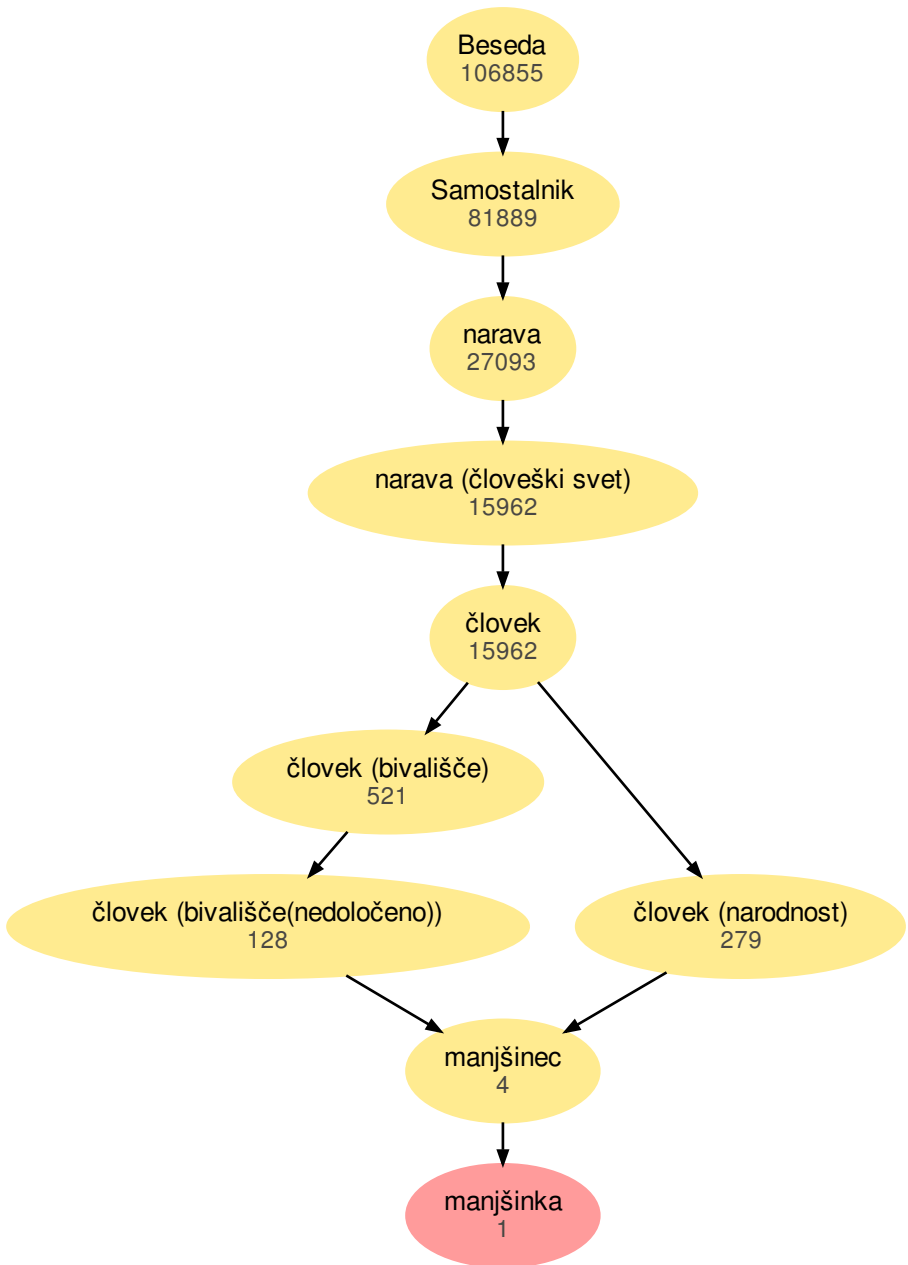 Beseda
106855
Samostalnik
81889
narava
27093
narava (človeški svet)
15962
človek
15962
človek (bivališče)
521
človek (bivališče(nedoločeno))
128
človek (narodnost)
279
manjšinec
4
manjšinka
1